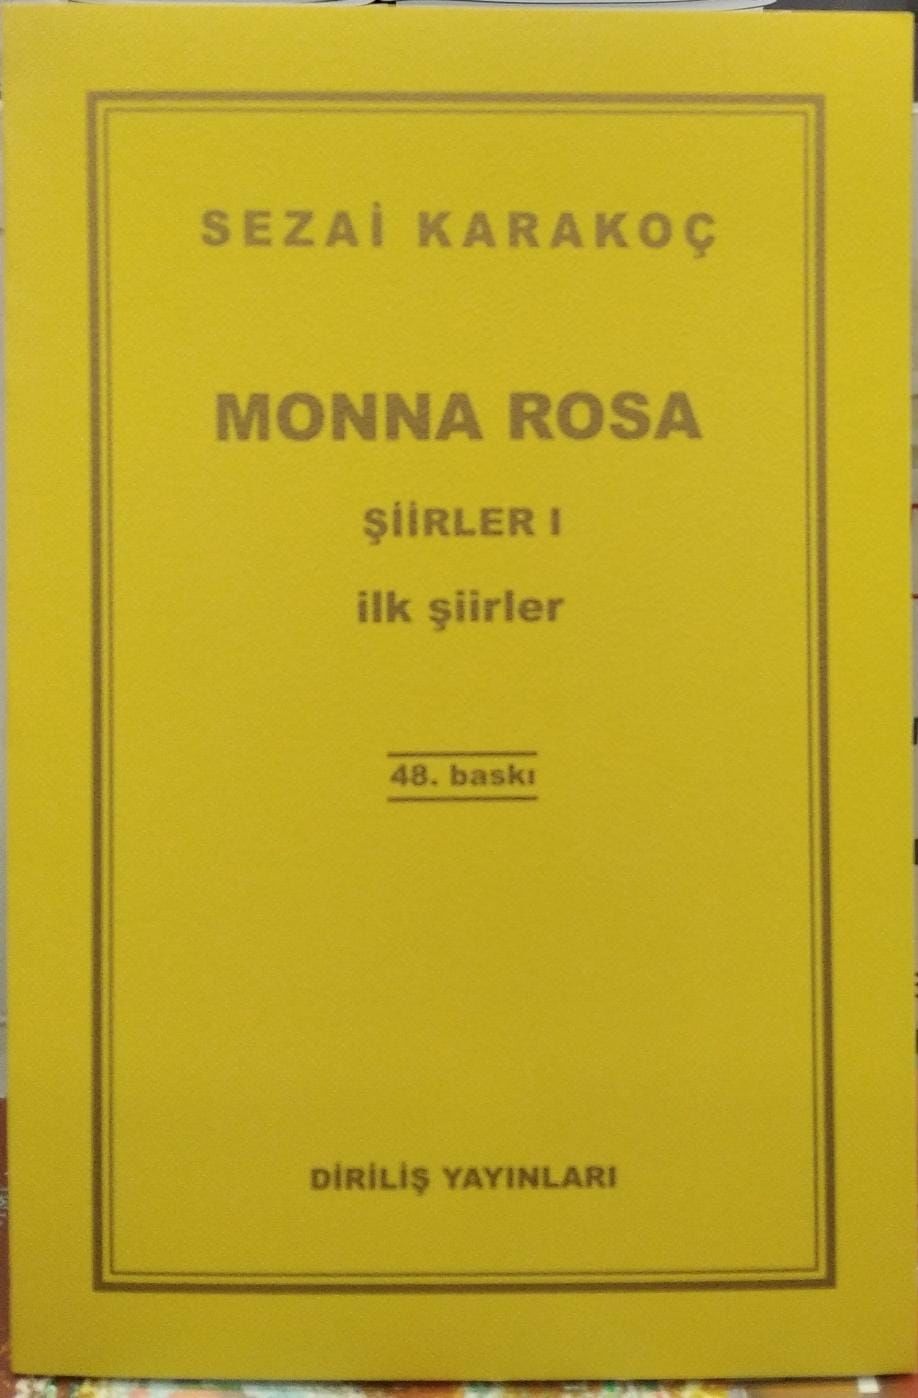 SEZAİ KARAKOÇ
MONNA ROSA
ŞİİRLER I
ilk şiirler
48. baskı
DİRİLİŞ YAYINLARI